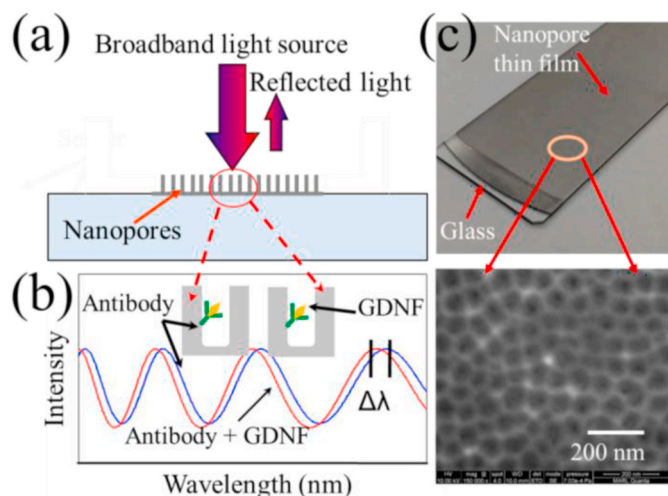 (a)
Broadband light source
Reflected light
Nanopores
(b)
Antibody
GDNF
Intensity
Antibody + GDNF
Δλ
Wavelength (nm)
(c)
Nanopore
thin film
Glass
200 nm